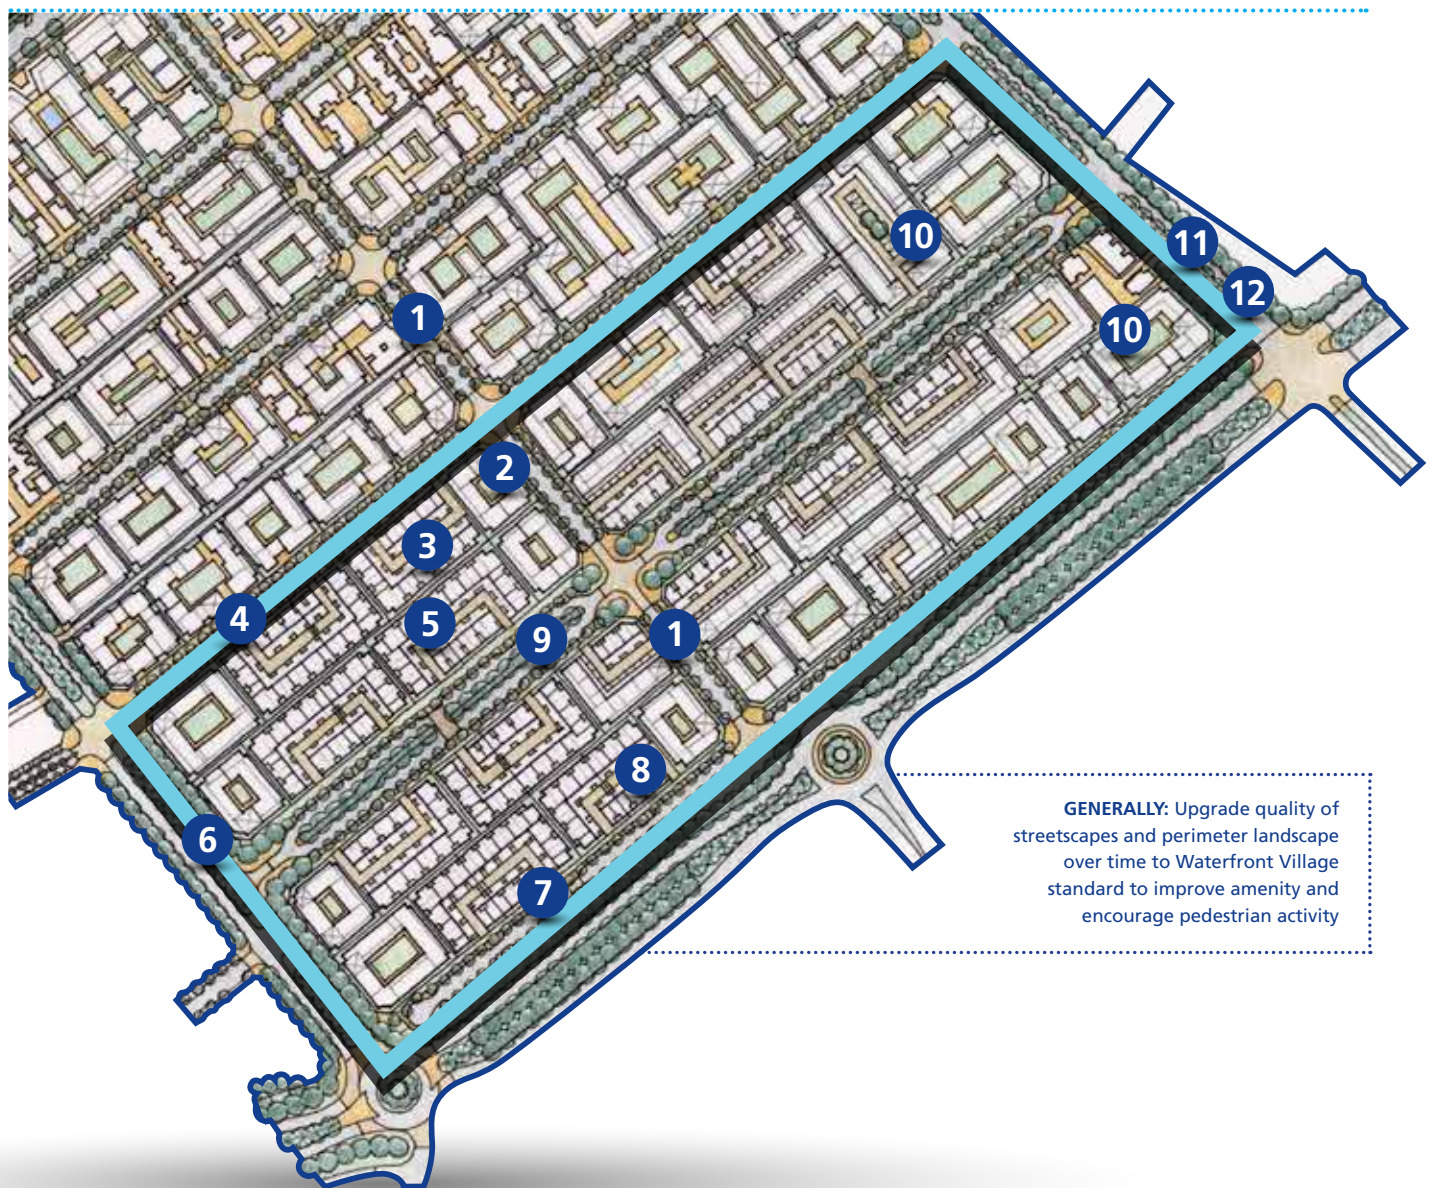 10
11
12
1
10
2
3
4
5
9
1
8
6
7
GENERALLY: Upgrade quality of
streetscapes and perimeter landscape
over time to Waterfront Village
standard to improve amenity and
encourage pedestrian activity